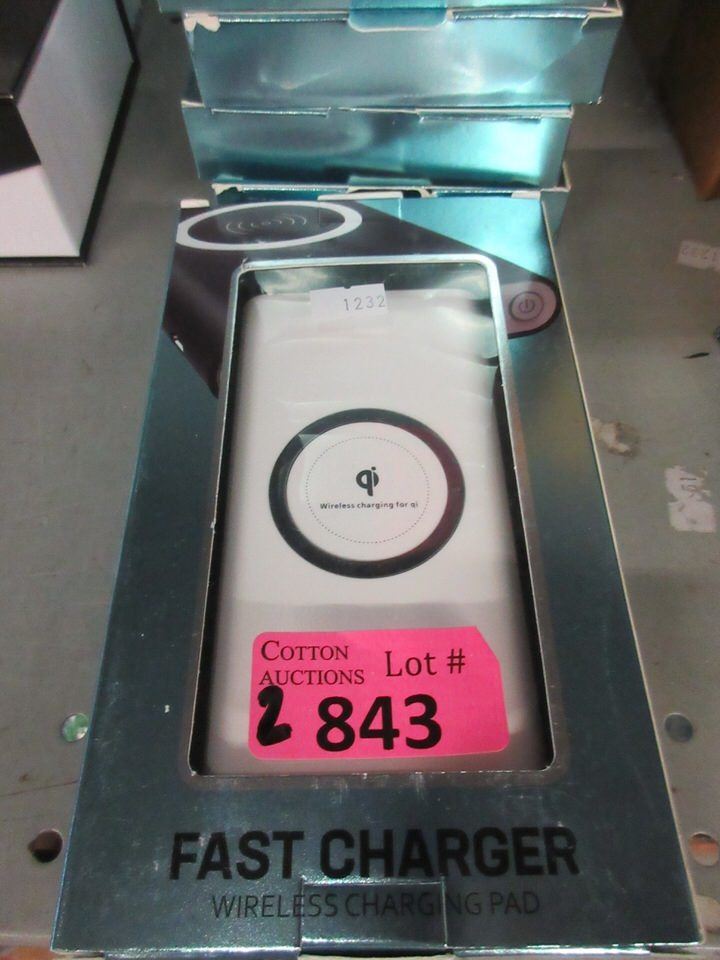 1232
qi
Wireless charging for qi
COTTON
AUCTIONS
Lot #
2 843
FAST CHARGER
WIRELESS CHARGING PAD